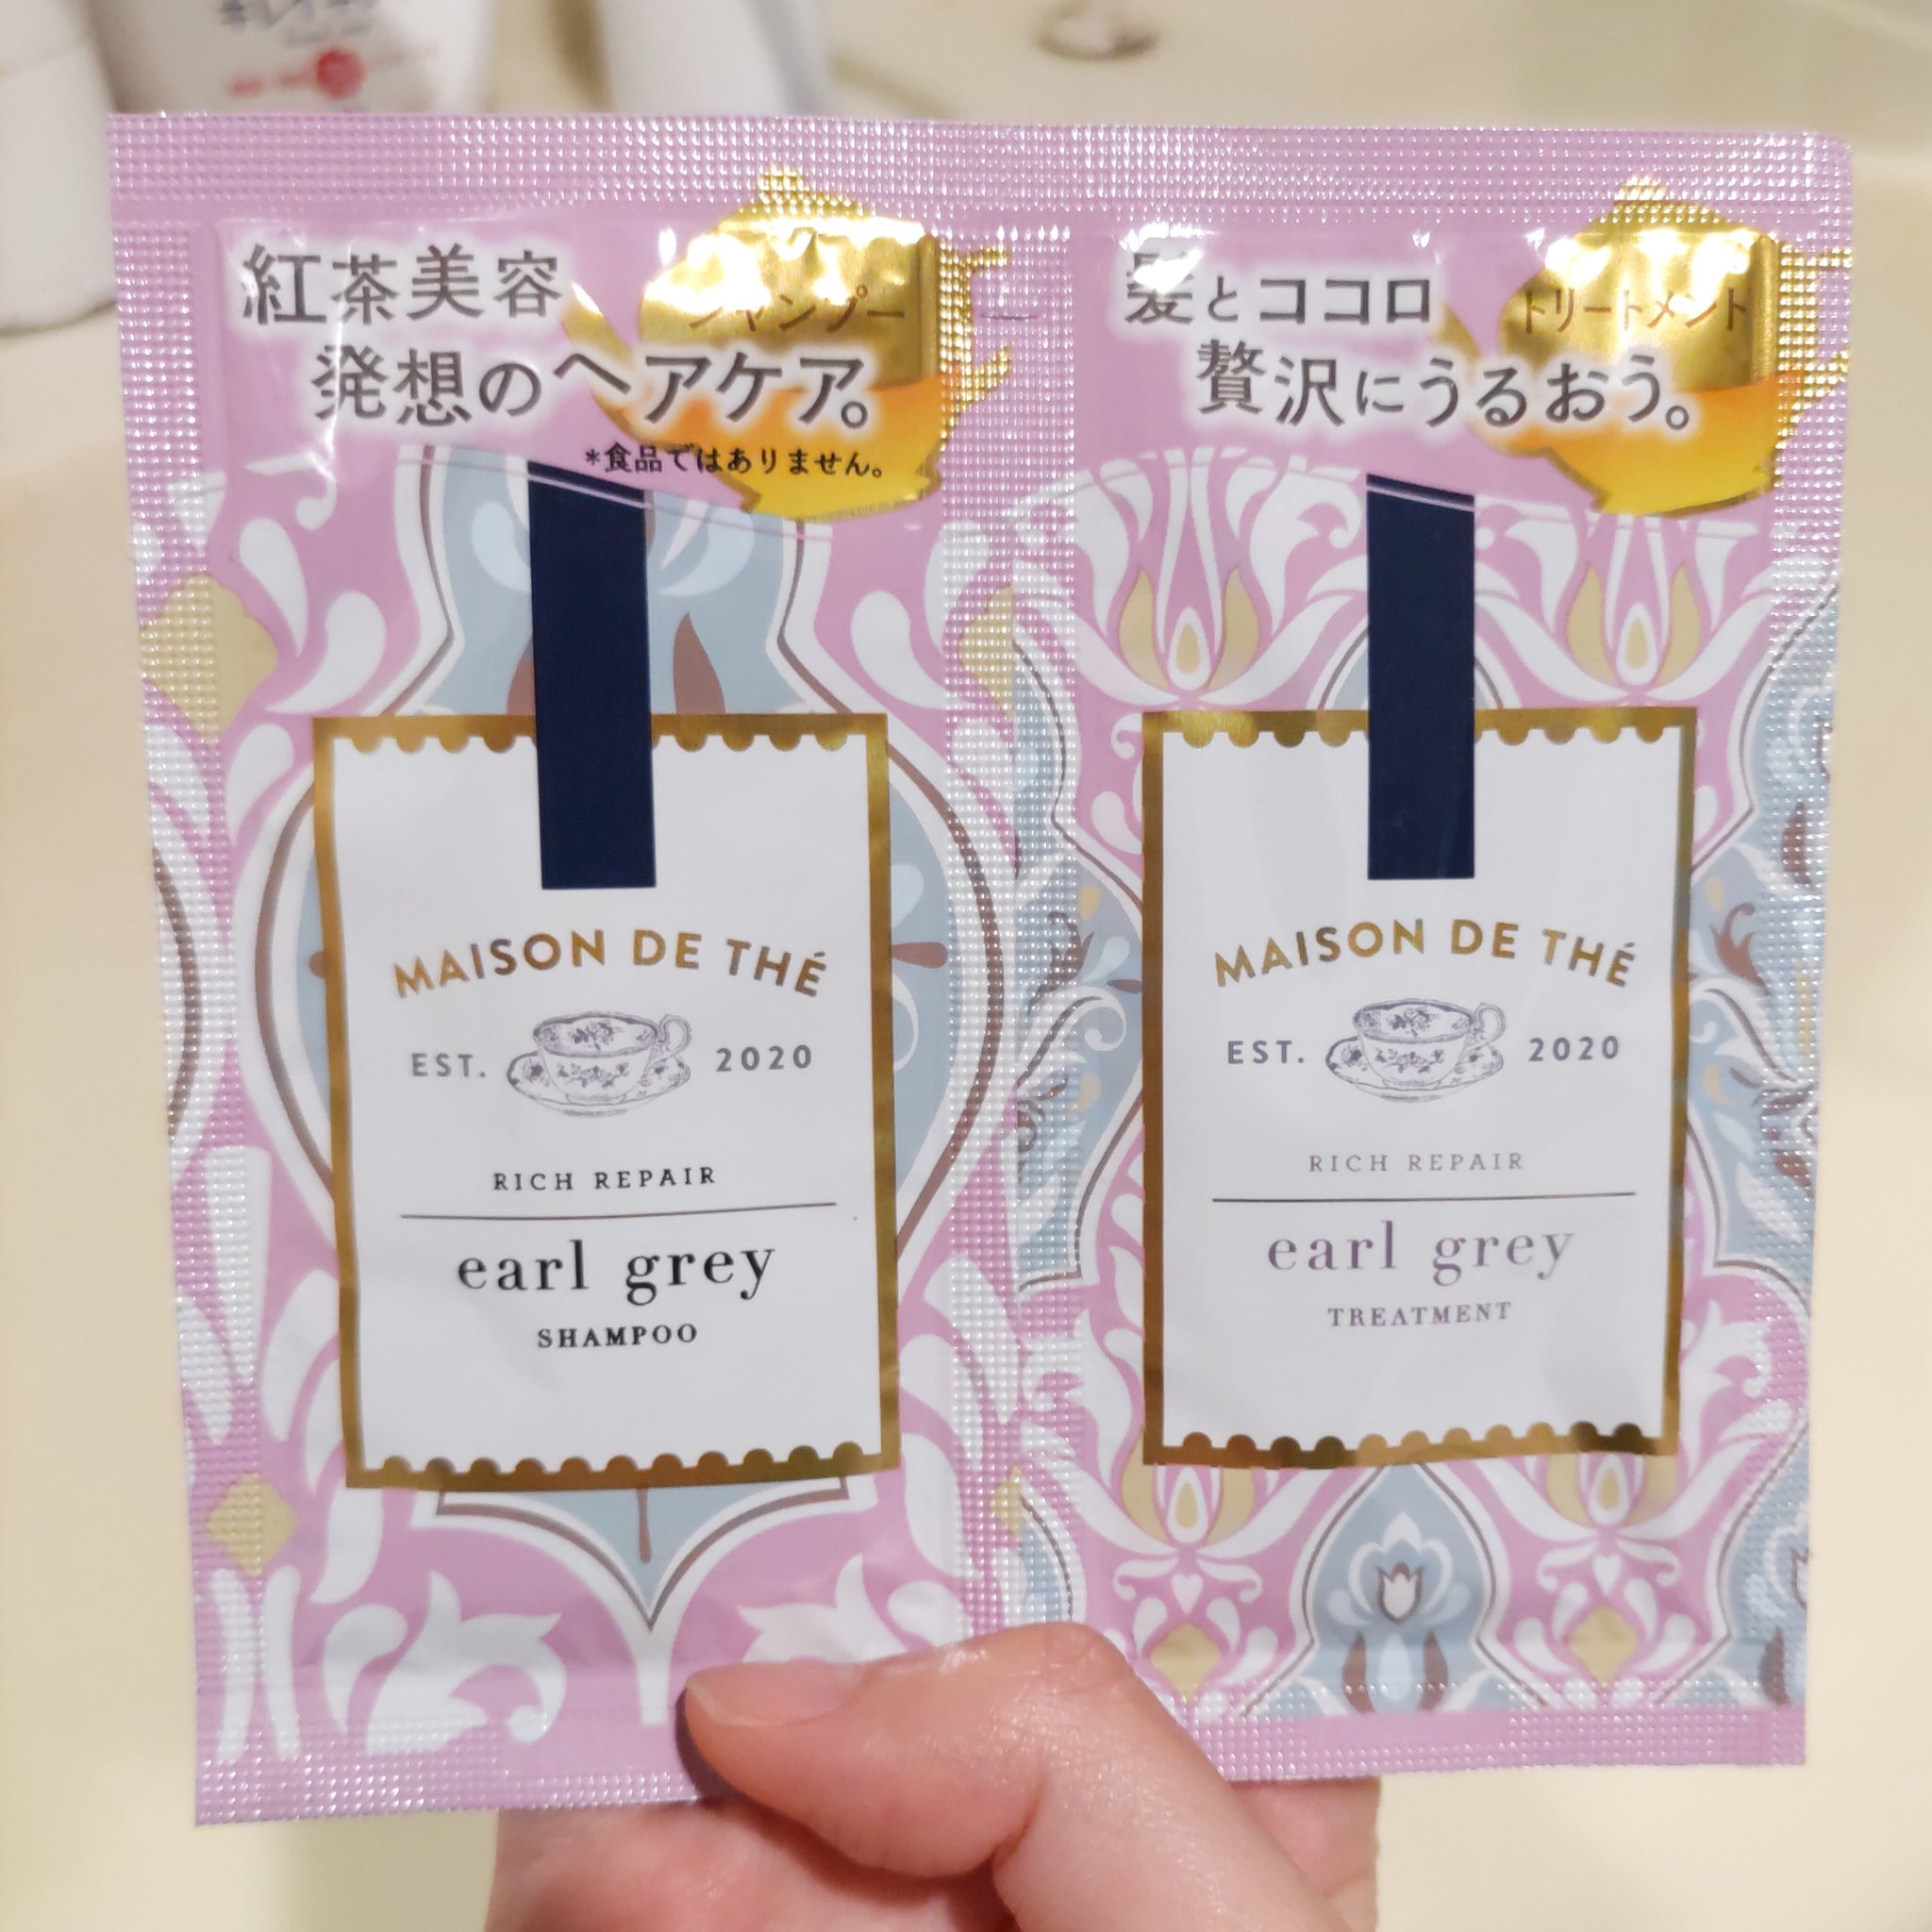 紅茶美容
発想のヘアケア。
シャンプー
*食品ではありません。
MAISON DE THÉ
EST. 2020
RICH REPAIR
earl grey
SHAMPOO
髪とココロ
贅沢にうるおう。
トリートメント
MAISON DE THÉ
EST. 2020
RICH REPAIR
earl grey
TREATMENT